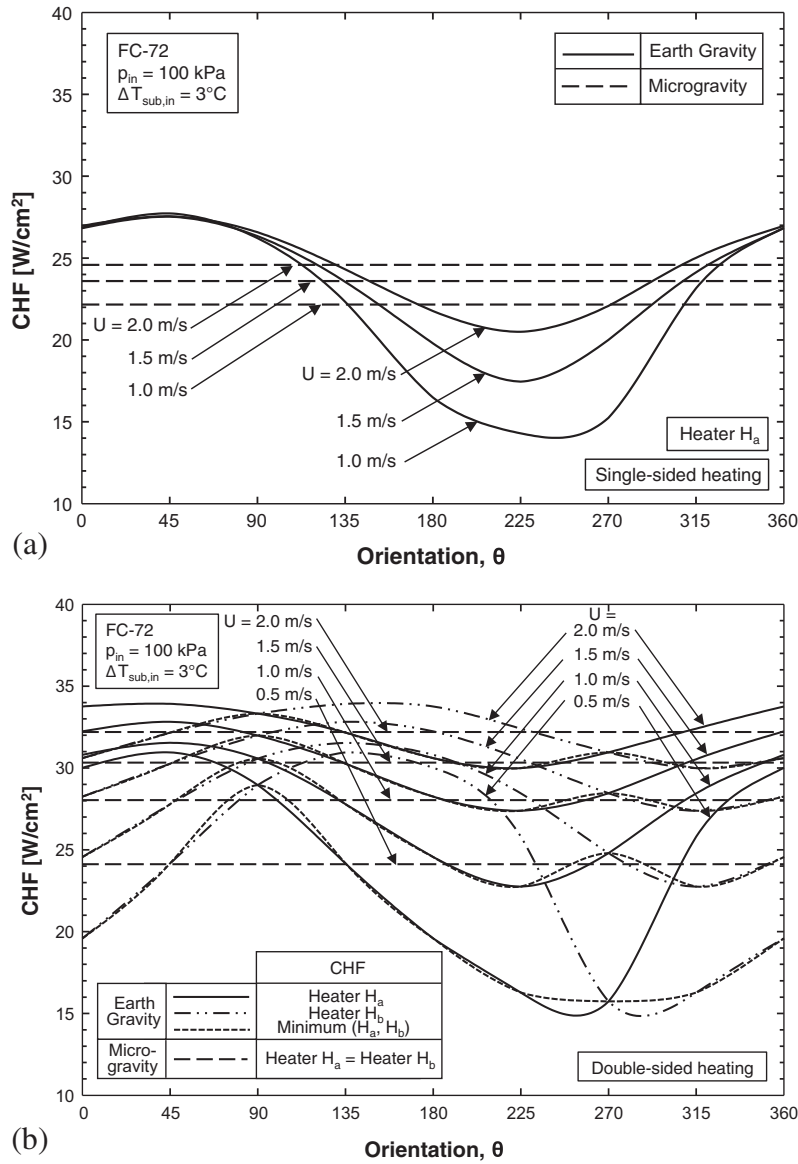 40
35
30
25
20
15
10
CHF [W/cm²]
FC-72
p_in = 100 kPa
ΔT_sub,in = 3°C
Earth Gravity
Microgravity
U = 2.0 m/s
1.5 m/s
1.0 m/s
U = 2.0 m/s
1.5 m/s
1.0 m/s
Heater H_a
Single-sided heating
0 45 90 135 180 225 270 315 360
(a)
Orientation, θ
40
35
30
25
20
15
10
CHF [W/cm²]
FC-72
p_in = 100 kPa
ΔT_sub,in = 3°C
U = 2.0 m/s
1.5 m/s
1.0 m/s
0.5 m/s
U =
2.0 m/s
1.5 m/s
1.0 m/s
0.5 m/s
CHF
Earth
Gravity
Heater H_a
Heater H_b
Minimum (H_a, H_b)
Micro-
gravity
Heater H_a = Heater H_b
Double-sided heating
0 45 90 135 180 225 270 315 360
(b)
Orientation, θ